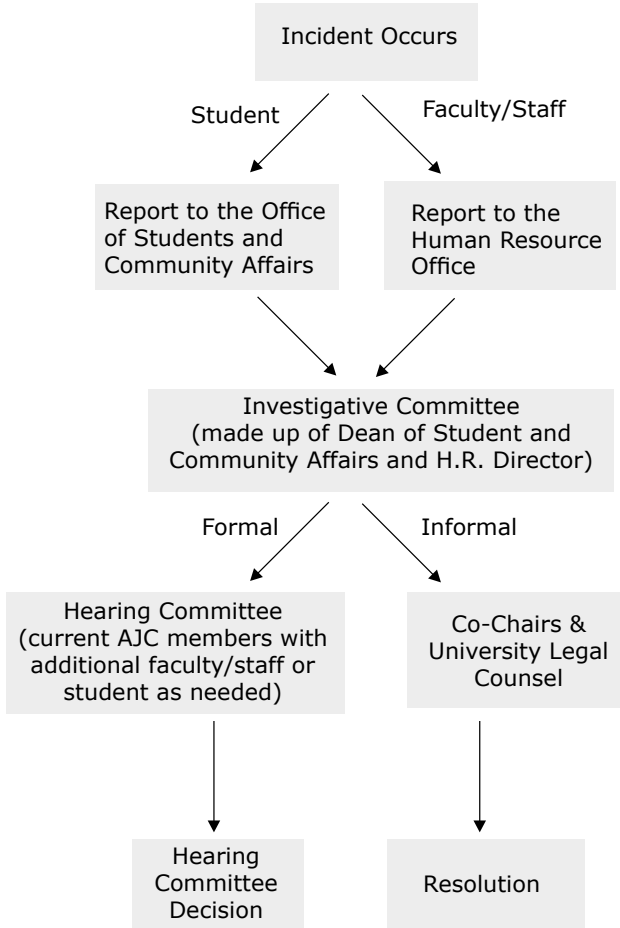 Incident Occurs
Student
Faculty/Staff
Report to the Office
of Students and
Community Affairs
Report to the
Human Resource
Office
Investigative Committee
(made up of Dean of Student and
Community Affairs and H.R. Director)
Formal
Informal
Hearing Committee
(current AJC members with
additional faculty/staff or
student as needed)
Co-Chairs &
University Legal
Counsel
Hearing
Committee
Decision
Resolution